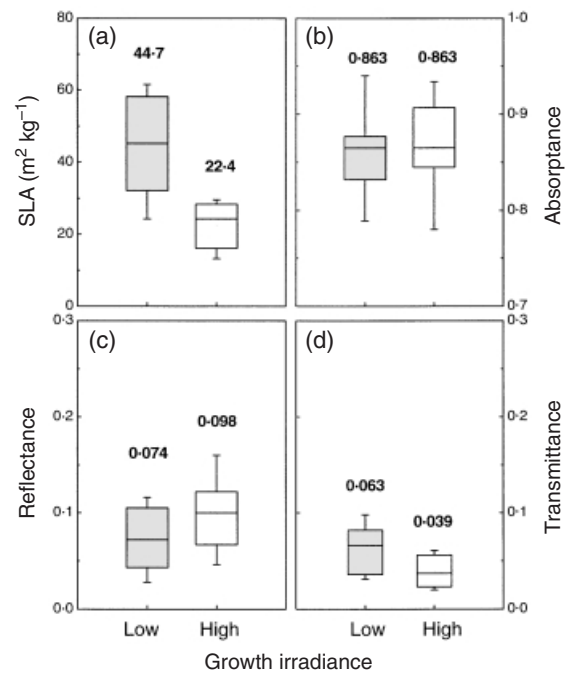 (a)
80
60
40
20
0
SLA (m² kg⁻¹)
44·7
22·4
(b)
1·0
0·9
0·8
0·7
Absorptance
0·863 0·863
(c)
0·3
0·2
0·1
0·0
Reflectance
0·074
0·098
(d)
0·3
0·2
0·1
0·0
Transmittance
0·063
0·039
Low High Low High
Growth irradiance